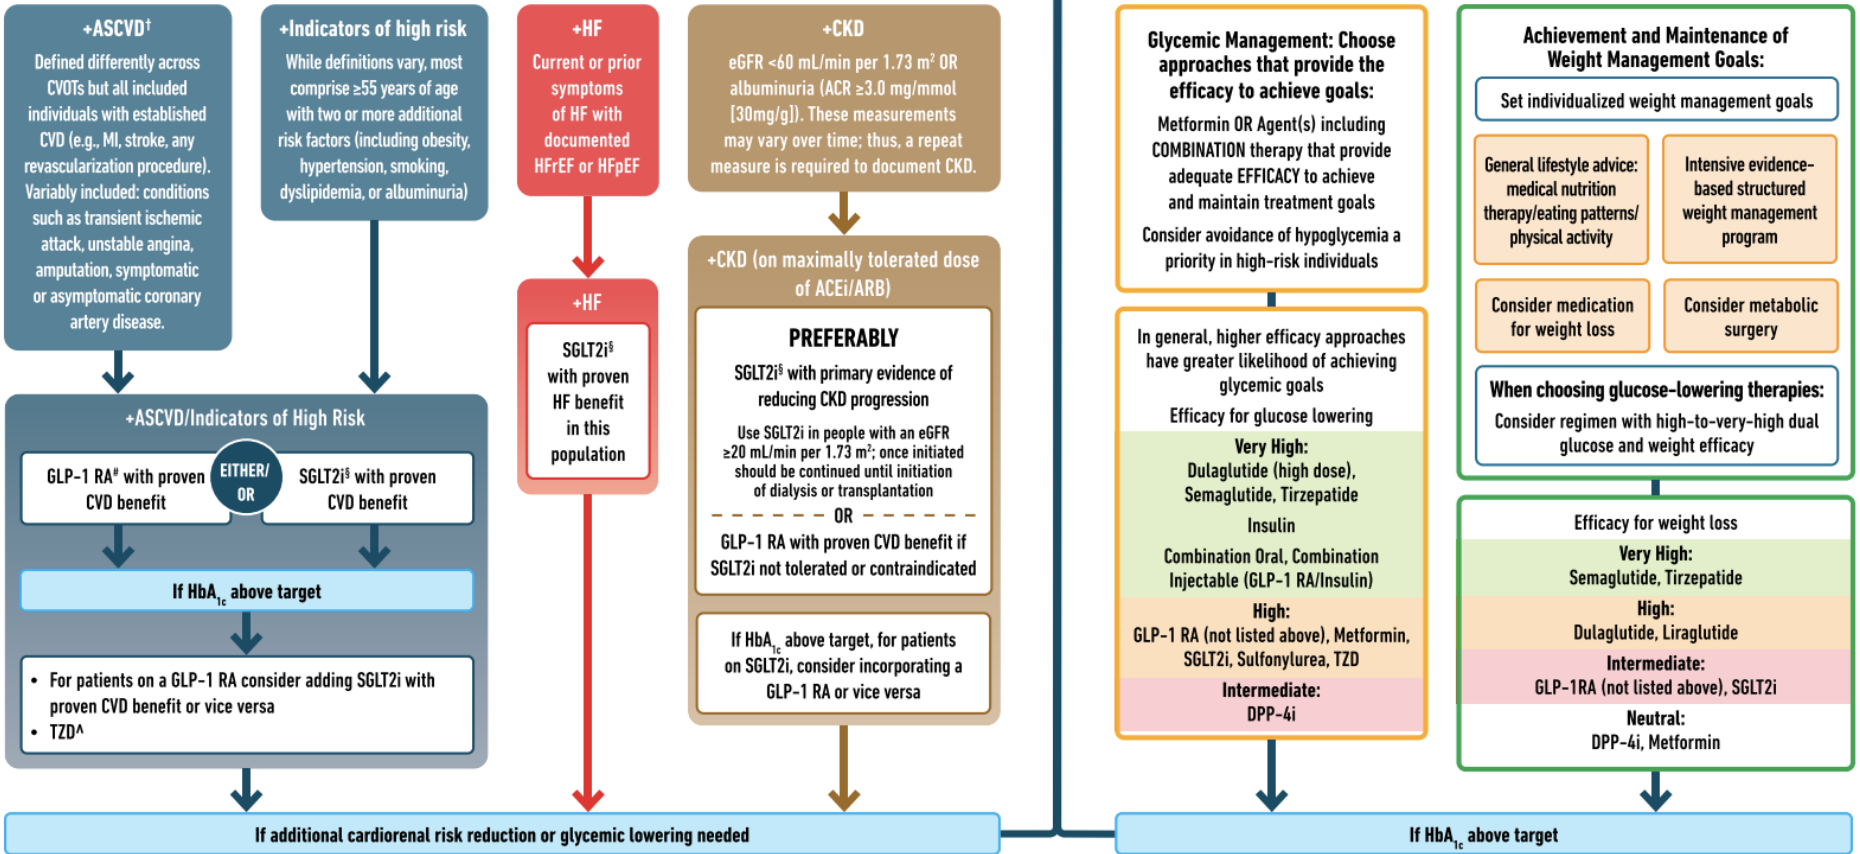 +ASCVD†
Defined differently across
CVOTs but all included
individuals with established
CVD (e.g., MI, stroke, any
revascularization procedure).
Variably included: conditions
such as transient ischemic
attack, unstable angina,
amputation, symptomatic
or asymptomatic coronary
artery disease.
+Indicators of high risk
While definitions vary, most
comprise ≥55 years of age
with two or more additional
risk factors (including obesity,
hypertension, smoking,
dyslipidemia, or albuminuria)
+ASCVD/Indicators of High Risk
GLP-1 RA# with proven
CVD benefit
EITHER/
OR
SGLT2i§ with proven
CVD benefit
If HbA1c above target
• For patients on a GLP-1 RA consider adding SGLT2i with
proven CVD benefit or vice versa
• TZD^
+HF
Current or prior
symptoms
of HF with
documented
HFrEF or HFpEF
+HF
SGLT2i§
with proven
HF benefit
in this
population
+CKD
eGFR <60 mL/min per 1.73 m² OR
albuminuria (ACR ≥3.0 mg/mmol
[30mg/g]). These measurements
may vary over time; thus, a repeat
measure is required to document CKD.
+CKD (on maximally tolerated dose
of ACEi/ARB)
PREFERABLY
SGLT2i§ with primary evidence of
reducing CKD progression
Use SGLT2i in people with an eGFR
≥20 mL/min per 1.73 m²; once initiated
should be continued until initiation
of dialysis or transplantation
OR
GLP-1 RA with proven CVD benefit if
SGLT2i not tolerated or contraindicated
If HbA1c above target, for patients
on SGLT2i, consider incorporating a
GLP-1 RA or vice versa
If additional cardiorenal risk reduction or glycemic lowering needed
Glycemic Management: Choose
approaches that provide the
efficacy to achieve goals:
Metformin OR Agent(s) including
COMBINATION therapy that provide
adequate EFFICACY to achieve
and maintain treatment goals
Consider avoidance of hypoglycemia a
priority in high-risk individuals
In general, higher efficacy approaches
have greater likelihood of achieving
glycemic goals
Efficacy for glucose lowering
Very High:
Dulaglutide (high dose),
Semaglutide, Tirzepatide
Insulin
Combination Oral, Combination
Injectable (GLP-1 RA/Insulin)
High:
GLP-1 RA (not listed above), Metformin,
SGLT2i, Sulfonylurea, TZD
Intermediate:
DPP-4i
Achievement and Maintenance of
Weight Management Goals:
Set individualized weight management goals
General lifestyle advice:
medical nutrition
therapy/eating patterns/
physical activity
Intensive evidence-
based structured
weight management
program
Consider medication
for weight loss
Consider metabolic
surgery
When choosing glucose-lowering therapies:
Consider regimen with high-to-very-high dual
glucose and weight efficacy
Efficacy for weight loss
Very High:
Semaglutide, Tirzepatide
High:
Dulaglutide, Liraglutide
Intermediate:
GLP-1RA (not listed above), SGLT2i
Neutral:
DPP-4i, Metformin
If HbA1c above target